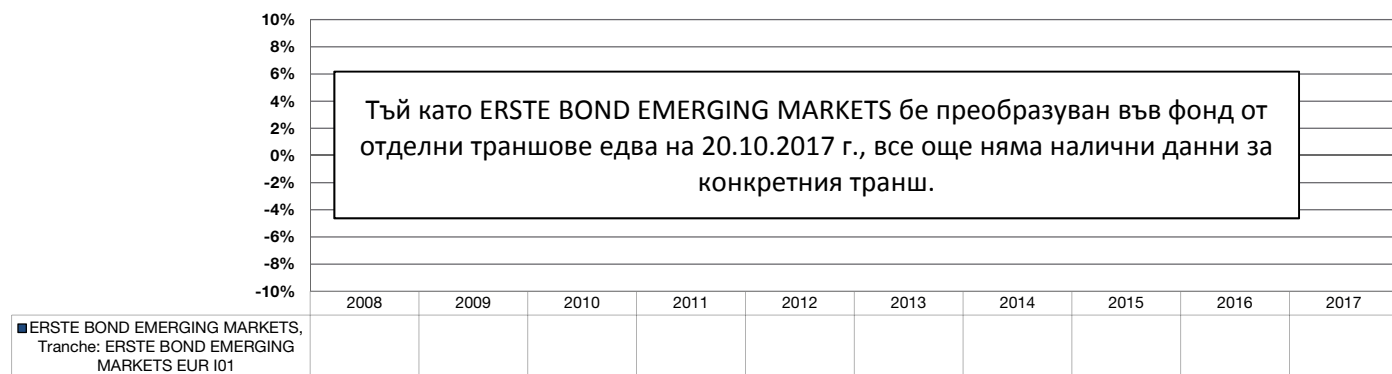 10%
8%
6%
4%
2%
0%
-2%
-4%
-6%
-8%
-10%
Тъй като ERSTE BOND EMERGING MARKETS бе преобразуван във фонд от
отделни траншове едва на 20.10.2017 г., все още няма налични данни за
конкретния транш.
2008 2009 2010 2011 2012 2013 2014 2015 2016 2017
ERSTE BOND EMERGING MARKETS,
Tranche: ERSTE BOND EMERGING
MARKETS EUR I01